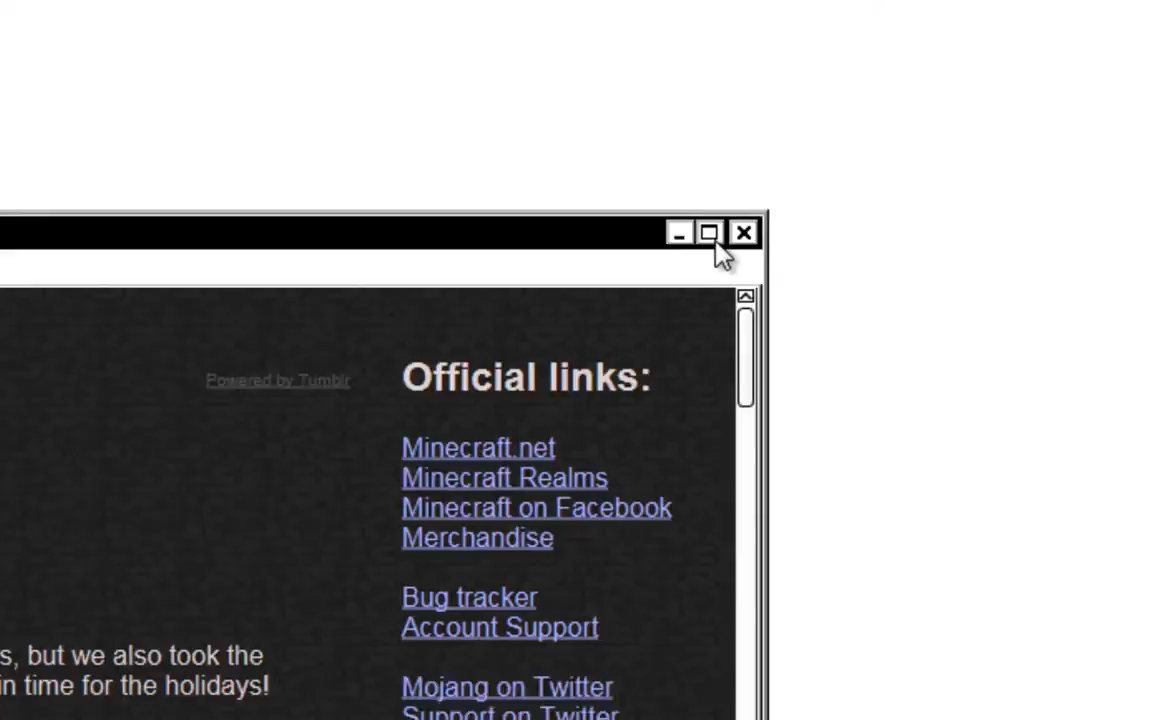 Powered by Tumblr
Official links:
Minecraft.net
Minecraft Realms
Minecraft on Facebook
Merchandise
Bug tracker
Account Support
s, but we also took the
in time for the holidays!
Mojang on Twitter
Support on Twitter